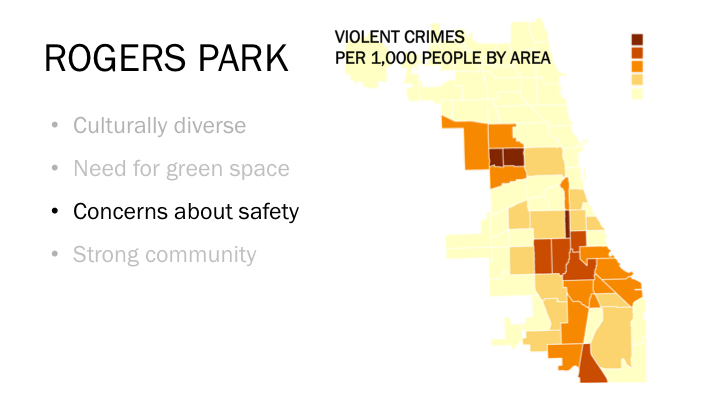 ROGERS PARK
• Culturally diverse
• Need for green space
• Concerns about safety
• Strong community
VIOLENT CRIMES
PER 1,000 PEOPLE BY AREA